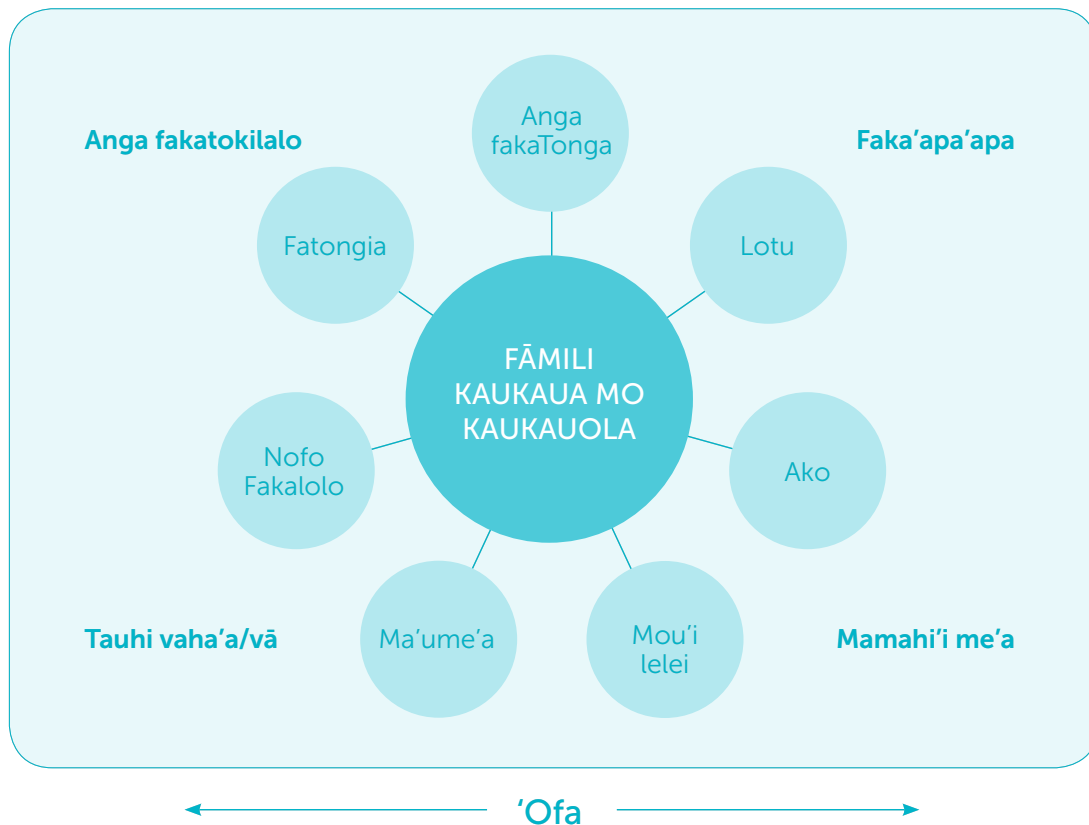 Anga
fakaTonga
Anga fakatokilalo
Faka'apa'apa
Fatongia
Lotu
FĀMILI
KAUKAUA MO
KAUKAUOLA
Nofo
Fakalolo
Ako
Tauhi vaha'a/vā
Ma'ume'a
Mou'i
lelei
Mamahi'i me'a
‘Ofa